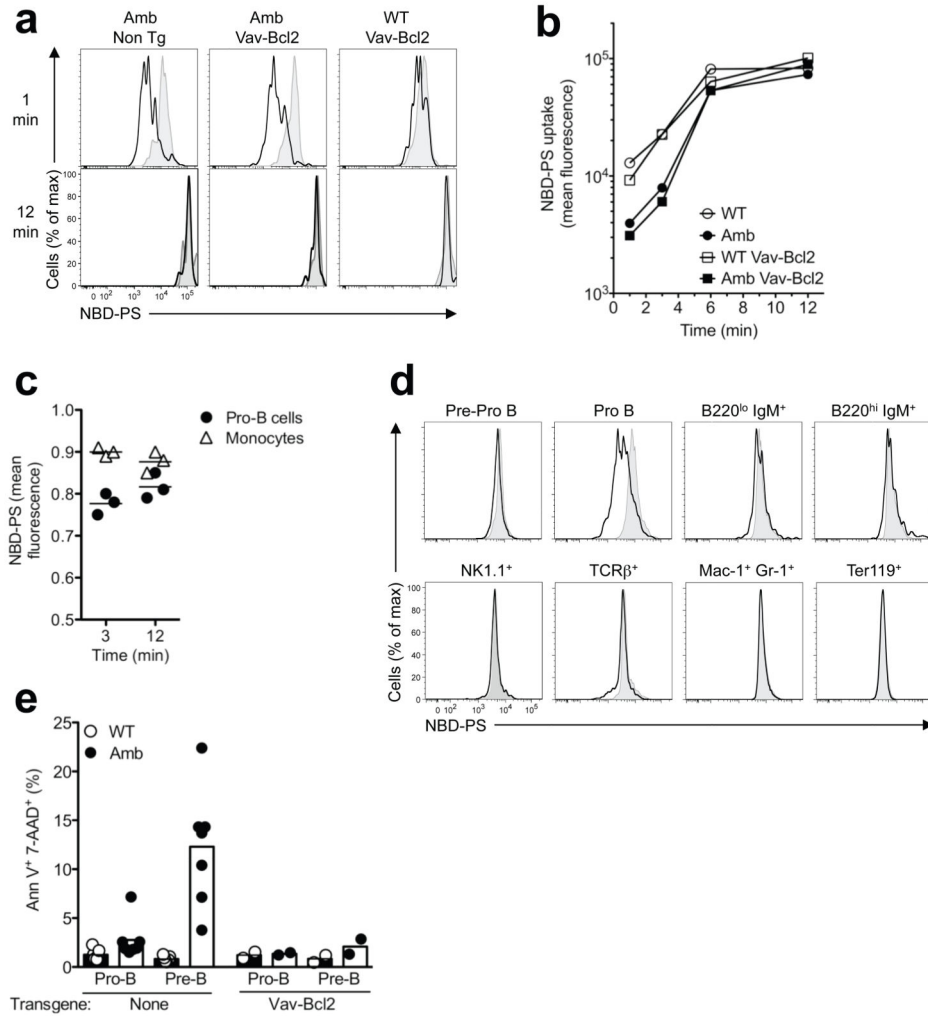 a
Amb
Non Tg
Amb
Vav-Bcl2
WT
Vav-Bcl2
1
min
12
min
Cells (% of max)
100
80
60
40
20
0
0 10² 10³ 10⁴ 10⁵
NBD-PS
b
NBD-PS uptake
(mean fluorescence)
10⁵
10⁴
10³
WT
Amb
WT Vav-Bcl2
Amb Vav-Bcl2
0 2 4 6 8 10 12
Time (min)
c
NBD-PS (mean
fluorescence)
1.0
0.9
0.8
0.7
0.6
0.5
Pro-B cells
Monocytes
3 12
Time (min)
d
Pre-Pro B
Pro B
B220ˡᵒ IgM⁺
B220ʰⁱ IgM⁺
NK1.1⁺
TCRβ⁺
Mac-1⁺ Gr-1⁺
Ter119⁺
Cells (% of max)
100
80
60
40
20
0
0 10² 10³ 10⁴ 10⁵
NBD-PS
e
Ann V⁺ 7-AAD⁺ (%)
25
20
15
10
5
0
WT
Amb
Pro-B Pre-B Pro-B Pre-B
Transgene: None Vav-Bcl2